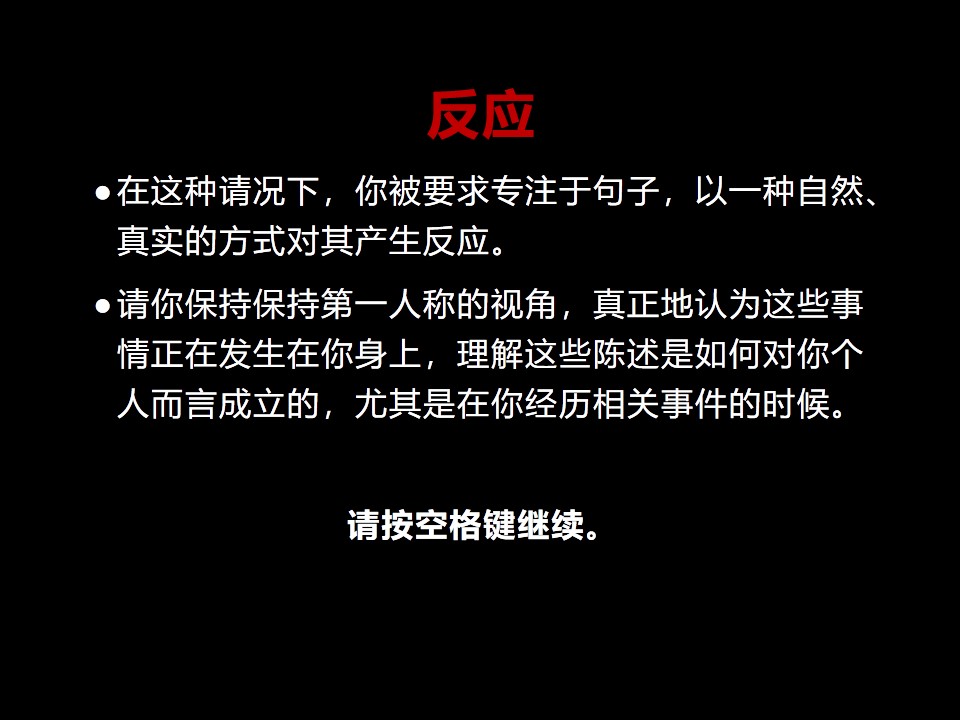 反应
●在这种请况下，你被要求专注于句子，以一种自然、
真实的方式对其产生反应。
●请你保持保持第一人称的视角，真正地认为这些事
情正在发生在你身上，理解这些陈述是如何对你个
人而言成立的，尤其是在你经历相关事件的时候。
请按空格键继续。